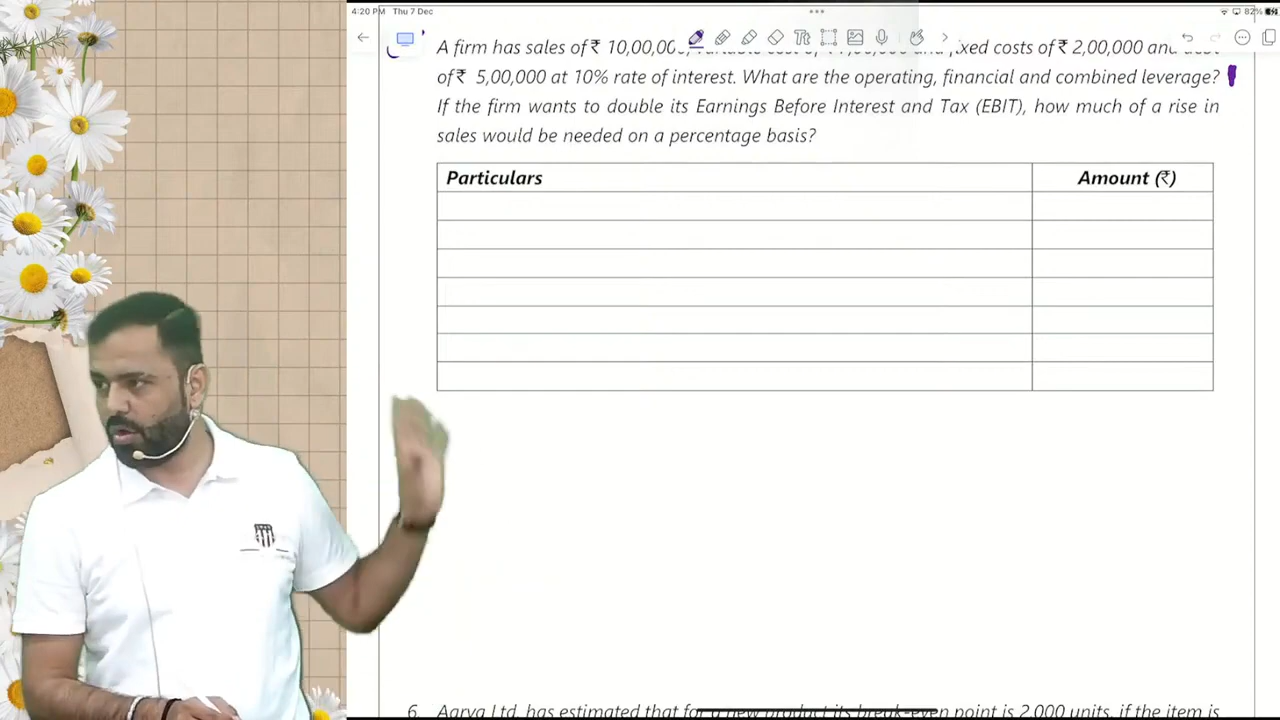 4:20 PM Thu 7 Dec
82%
A firm has sales of ₹ 10,00,000, fixed costs of ₹ 2,00,000 and
of ₹ 5,00,000 at 10% rate of interest. What are the operating, financial and combined leverage?
If the firm wants to double its Earnings Before Interest and Tax (EBIT), how much of a rise in
sales would be needed on a percentage basis?
Particulars Amount (₹)
6. Aarya Ltd. has estimated that for a new product its break-even point is 2,000 units, if the item is